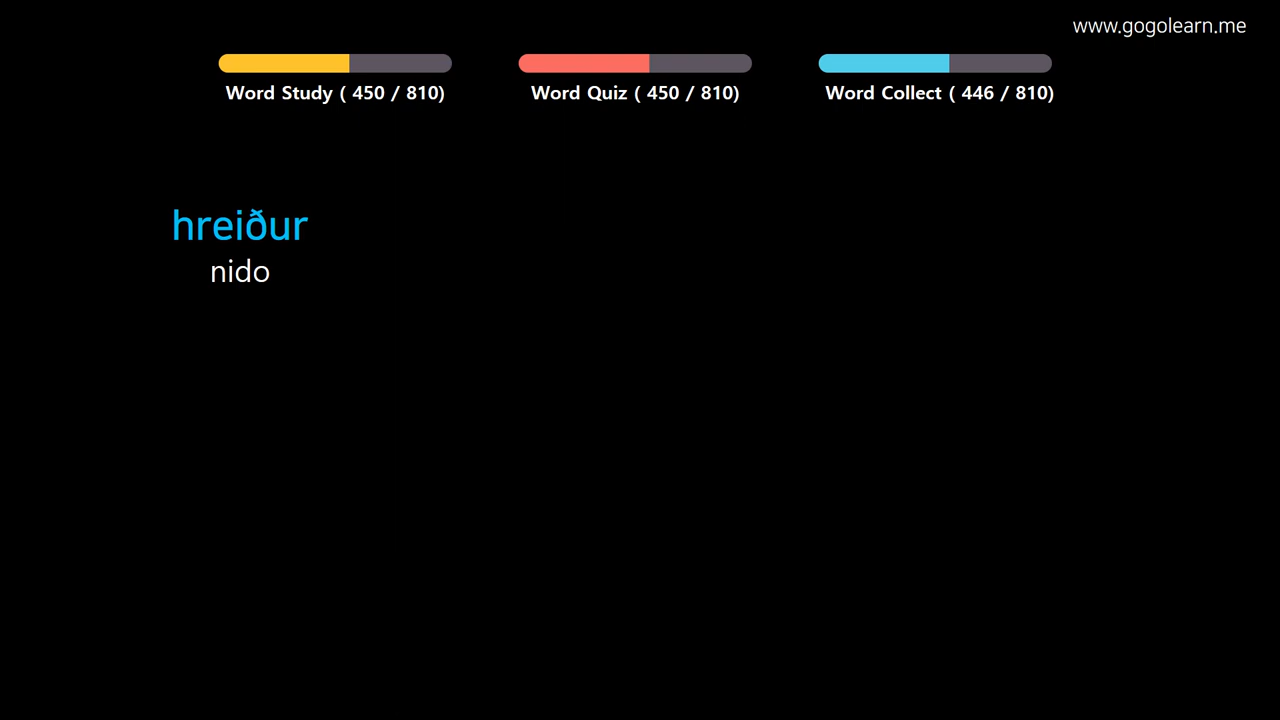 www.gogolearn.me
Word Study ( 450 / 810)
Word Quiz ( 450 / 810)
Word Collect ( 446 / 810)
hreiður
nido